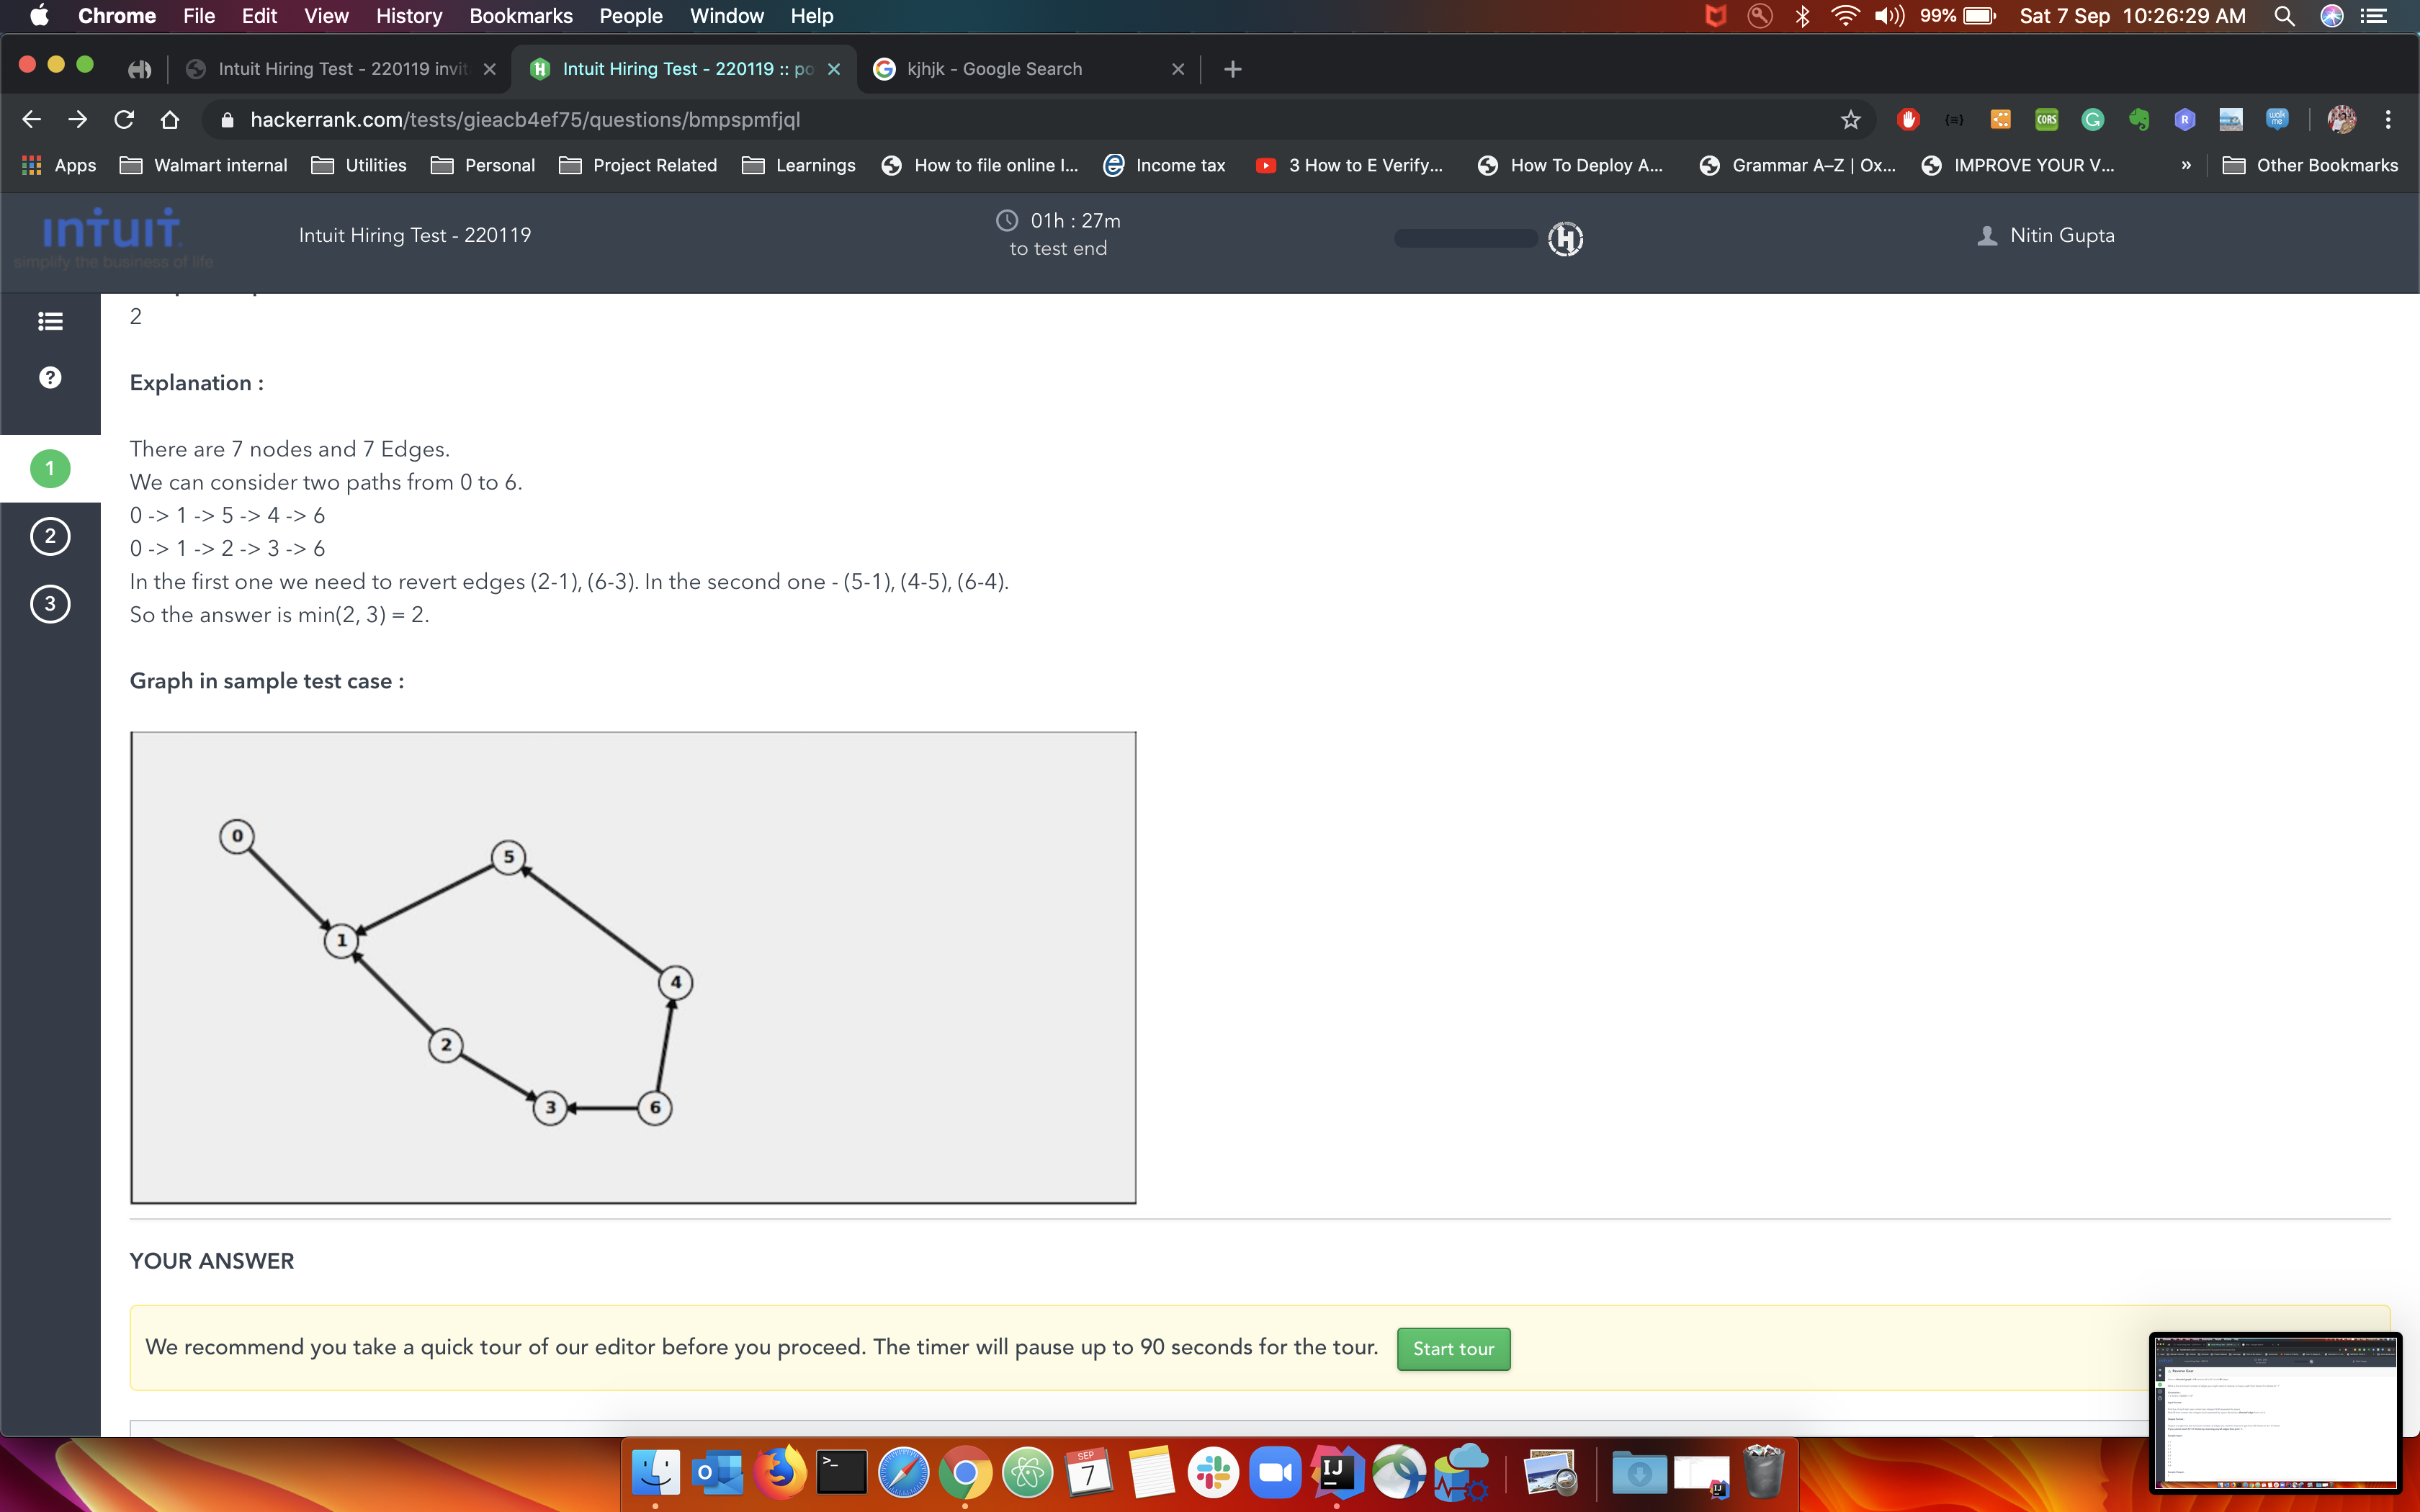 Chrome File Edit View History Bookmarks People Window Help 99% Sat 7 Sep 10:26:29 AM
Intuit Hiring Test - 220119 invit Intuit Hiring Test - 220119 :: po kjhjk - Google Search
hackerrank.com/tests/gieacb4ef75/questions/bmpspmfjqI
CORS G R walk me
Apps Walmart internal Utilities Personal Project Related Learnings How to file online I... Income tax 3 How to E Verify... How To Deploy A... Grammar A–Z | Ox... IMPROVE YOUR V... » Other Bookmarks
intuit
simplify the business of life
Intuit Hiring Test - 220119
01h : 27m
to test end
H
Nitin Gupta
2
?
Explanation :
1
There are 7 nodes and 7 Edges.
We can consider two paths from 0 to 6.
0 -> 1 -> 5 -> 4 -> 6
2
0 -> 1 -> 2 -> 3 -> 6
In the first one we need to revert edges (2-1), (6-3). In the second one - (5-1), (4-5), (6-4).
3
So the answer is min(2, 3) = 2.
Graph in sample test case :
0
5
1
4
2
3
6
YOUR ANSWER
We recommend you take a quick tour of our editor before you proceed. The timer will pause up to 90 seconds for the tour. Start tour
SEP
7
IJ